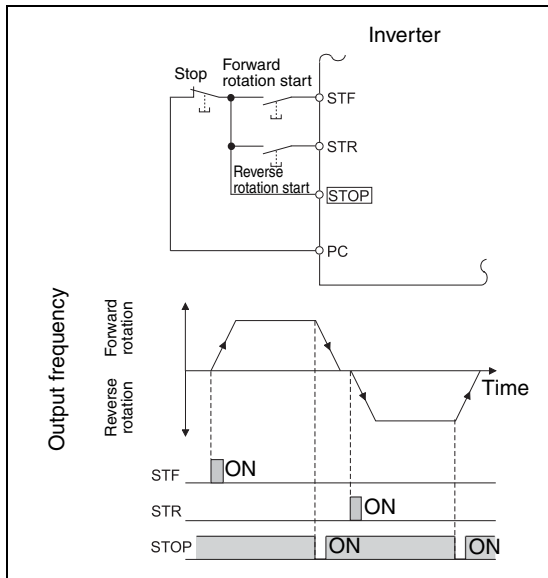 Inverter
Stop
Forward
rotation start
STF
STR
Reverse
rotation start
STOP
PC
Output frequency
Forward
rotation
Reverse
rotation
Time
STF
ON
STR
ON
STOP
ON
ON